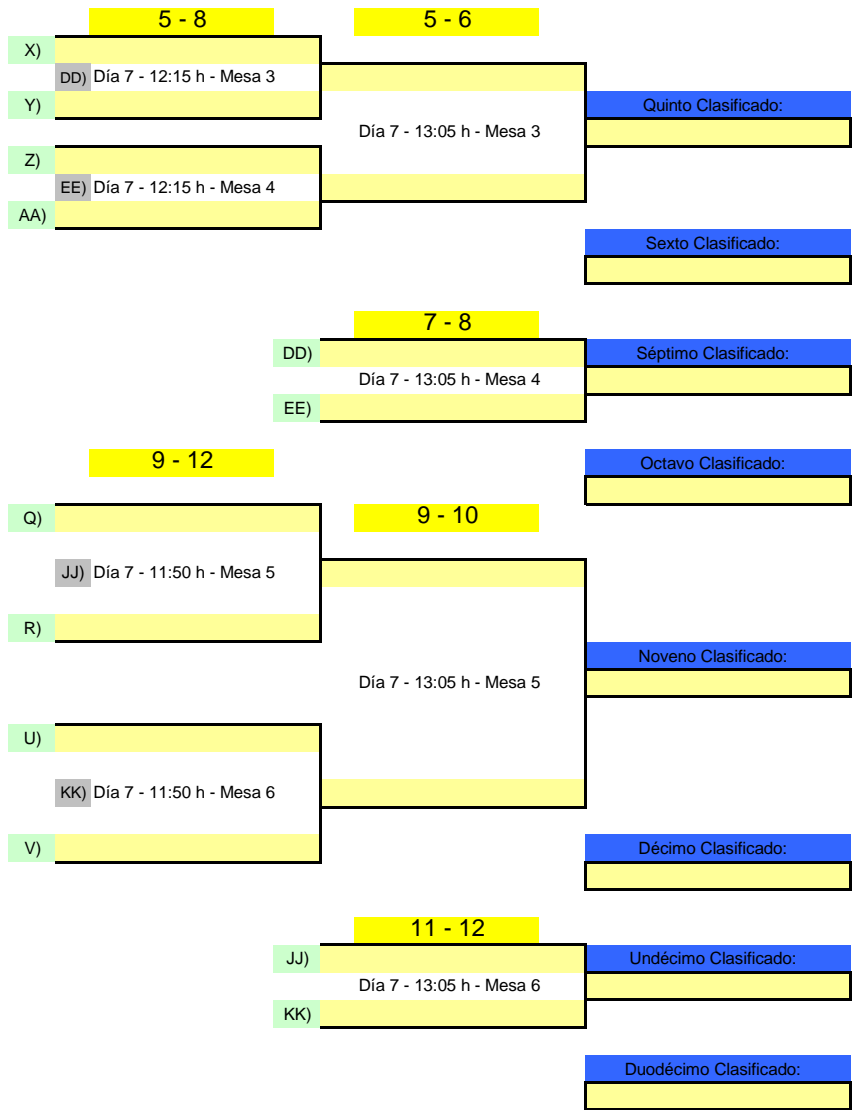 5 - 8
5 - 6
X)
DD) Día 7 - 12:15 h - Mesa 3
Y)
Quinto Clasificado:
Día 7 - 13:05 h - Mesa 3
Z)
EE) Día 7 - 12:15 h - Mesa 4
AA)
Sexto Clasificado:
7 - 8
DD)
Séptimo Clasificado:
Día 7 - 13:05 h - Mesa 4
EE)
9 - 12
Octavo Clasificado:
Q)
9 - 10
JJ) Día 7 - 11:50 h - Mesa 5
R)
Noveno Clasificado:
Día 7 - 13:05 h - Mesa 5
U)
KK) Día 7 - 11:50 h - Mesa 6
V)
Décimo Clasificado:
11 - 12
JJ)
Undécimo Clasificado:
Día 7 - 13:05 h - Mesa 6
KK)
Duodécimo Clasificado: